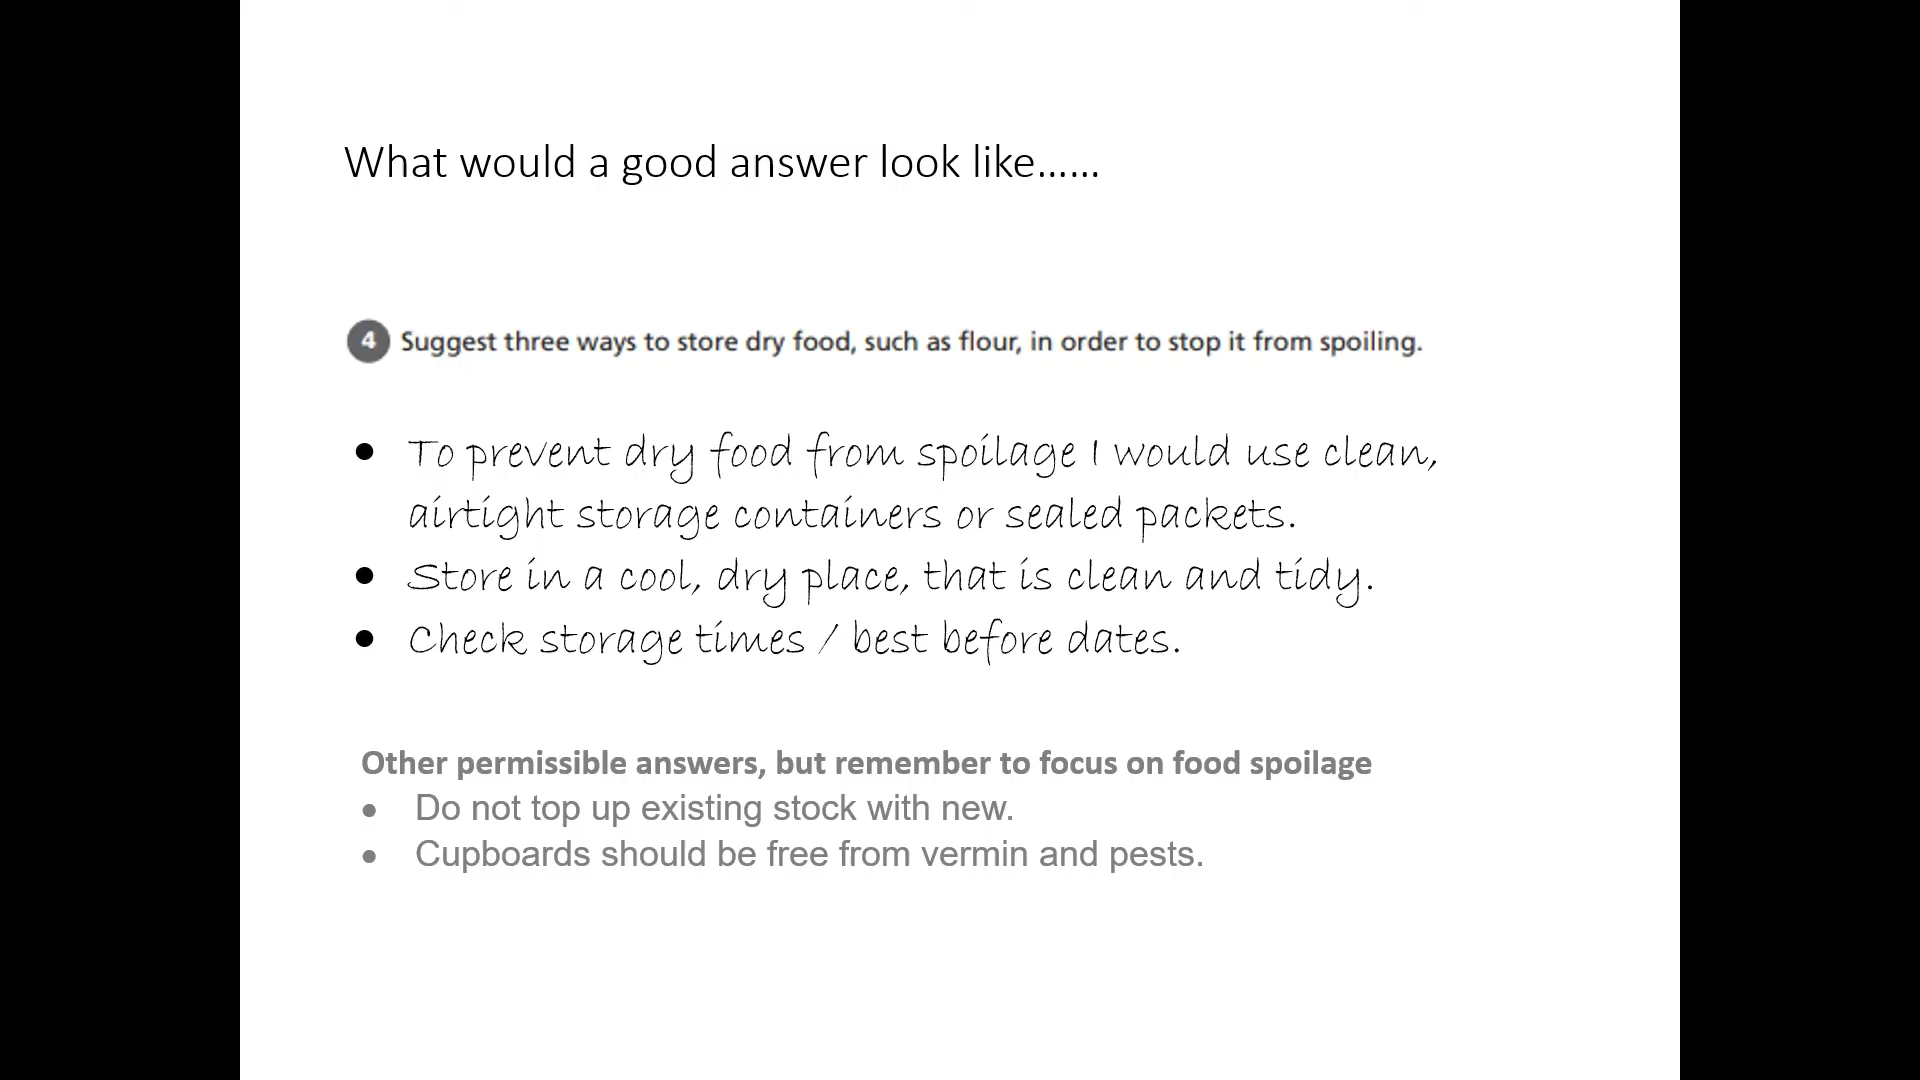 What would a good answer look like......
4 Suggest three ways to store dry food, such as flour, in order to stop it from spoiling.
● To prevent dry food from spoilage I would use clean,
airtight storage containers or sealed packets.
● Store in a cool, dry place, that is clean and tidy.
● Check storage times / best before dates.
Other permissible answers, but remember to focus on food spoilage
● Do not top up existing stock with new.
● Cupboards should be free from vermin and pests.